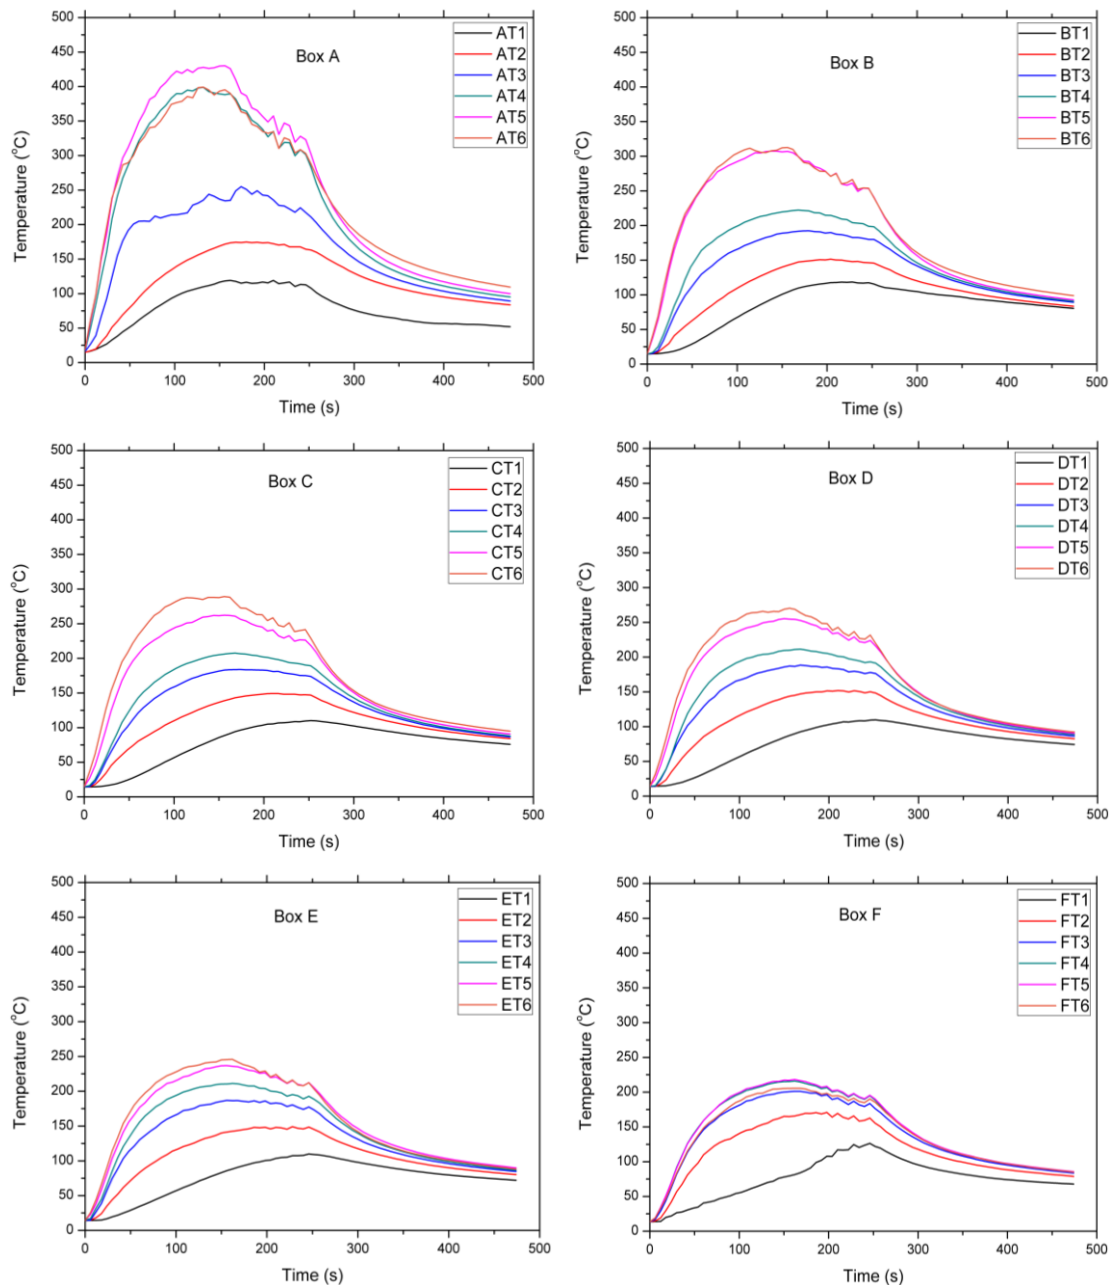 500
450
400
350
300
250
200
150
100
50
0
Temperature (°C)
Box A
AT1
AT2
AT3
AT4
AT5
AT6
0 100 200 300 400 500
Time (s)
500
450
400
350
300
250
200
150
100
50
0
Temperature (°C)
Box B
BT1
BT2
BT3
BT4
BT5
BT6
0 100 200 300 400 500
Time (s)
500
450
400
350
300
250
200
150
100
50
0
Temperature (°C)
Box C
CT1
CT2
CT3
CT4
CT5
CT6
0 100 200 300 400 500
Time (s)
500
450
400
350
300
250
200
150
100
50
0
Temperature (°C)
Box D
DT1
DT2
DT3
DT4
DT5
DT6
0 100 200 300 400 500
Time (s)
500
450
400
350
300
250
200
150
100
50
0
Temperature (°C)
Box E
ET1
ET2
ET3
ET4
ET5
ET6
0 100 200 300 400 500
Time (s)
500
450
400
350
300
250
200
150
100
50
0
Temperature (°C)
Box F
FT1
FT2
FT3
FT4
FT5
FT6
0 100 200 300 400 500
Time (s)